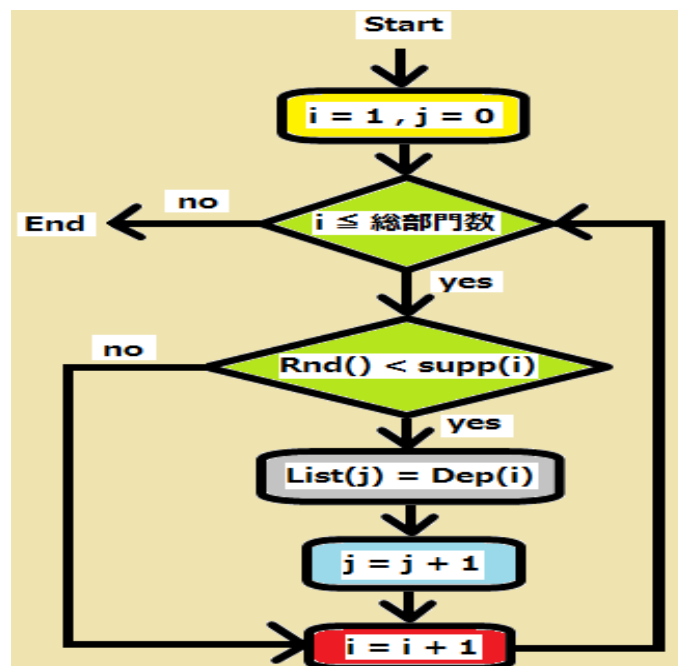 Start
i = 1 , j = 0
no
End
i ≦ 総部門数
yes
no
Rnd() < supp(i)
yes
List(j) = Dep(i)
j = j + 1
i = i + 1